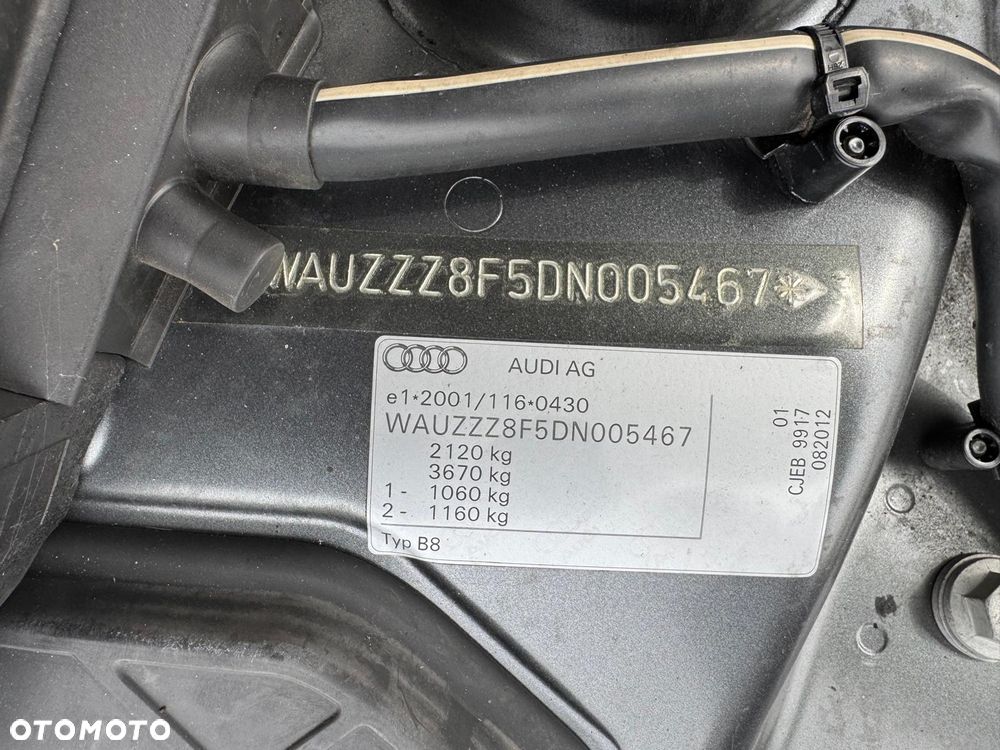 WAUZZZ8F5DN005467
AUDI AG
e1*2001/116*0430
WAUZZZ8F5DN005467
2120 kg
3670 kg
1 - 1060 kg
2 - 1160 kg
Typ B8
01
CJEB 9917
082012
OTOMOTO